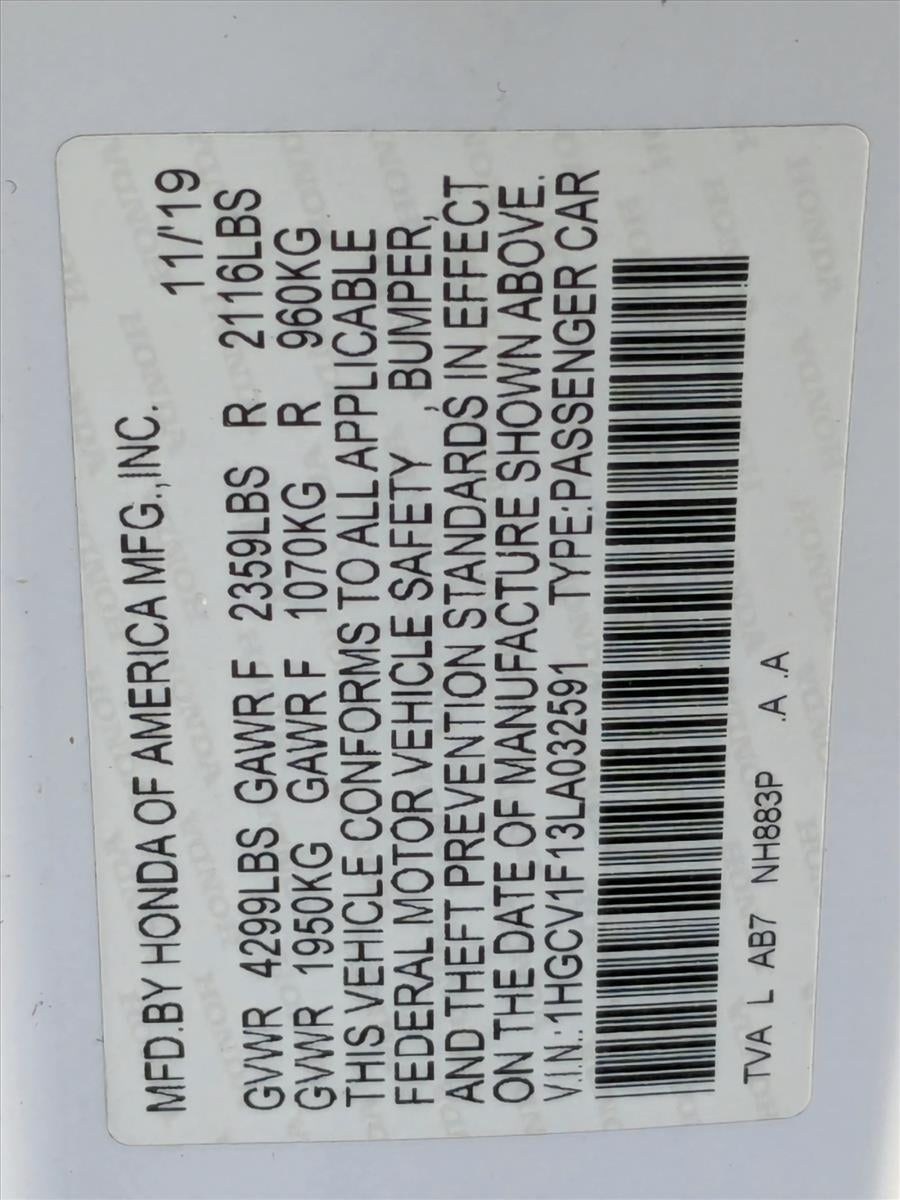 MFD.BY HONDA OF AMERICA MFG.,INC. 11/'19
GVWR 4299LBS GAWR F 2359LBS R 2116LBS
GVWR 1950KG GAWR F 1070KG R 960KG
THIS VEHICLE CONFORMS TO ALL APPLICABLE
FEDERAL MOTOR VEHICLE SAFETY , BUMPER,
AND THEFT PREVENTION STANDARDS IN EFFECT
ON THE DATE OF MANUFACTURE SHOWN ABOVE.
V.I.N.:1HGCV1F13LA032591 TYPE:PASSENGER CAR
TVA L AB7 NH883P .A .A